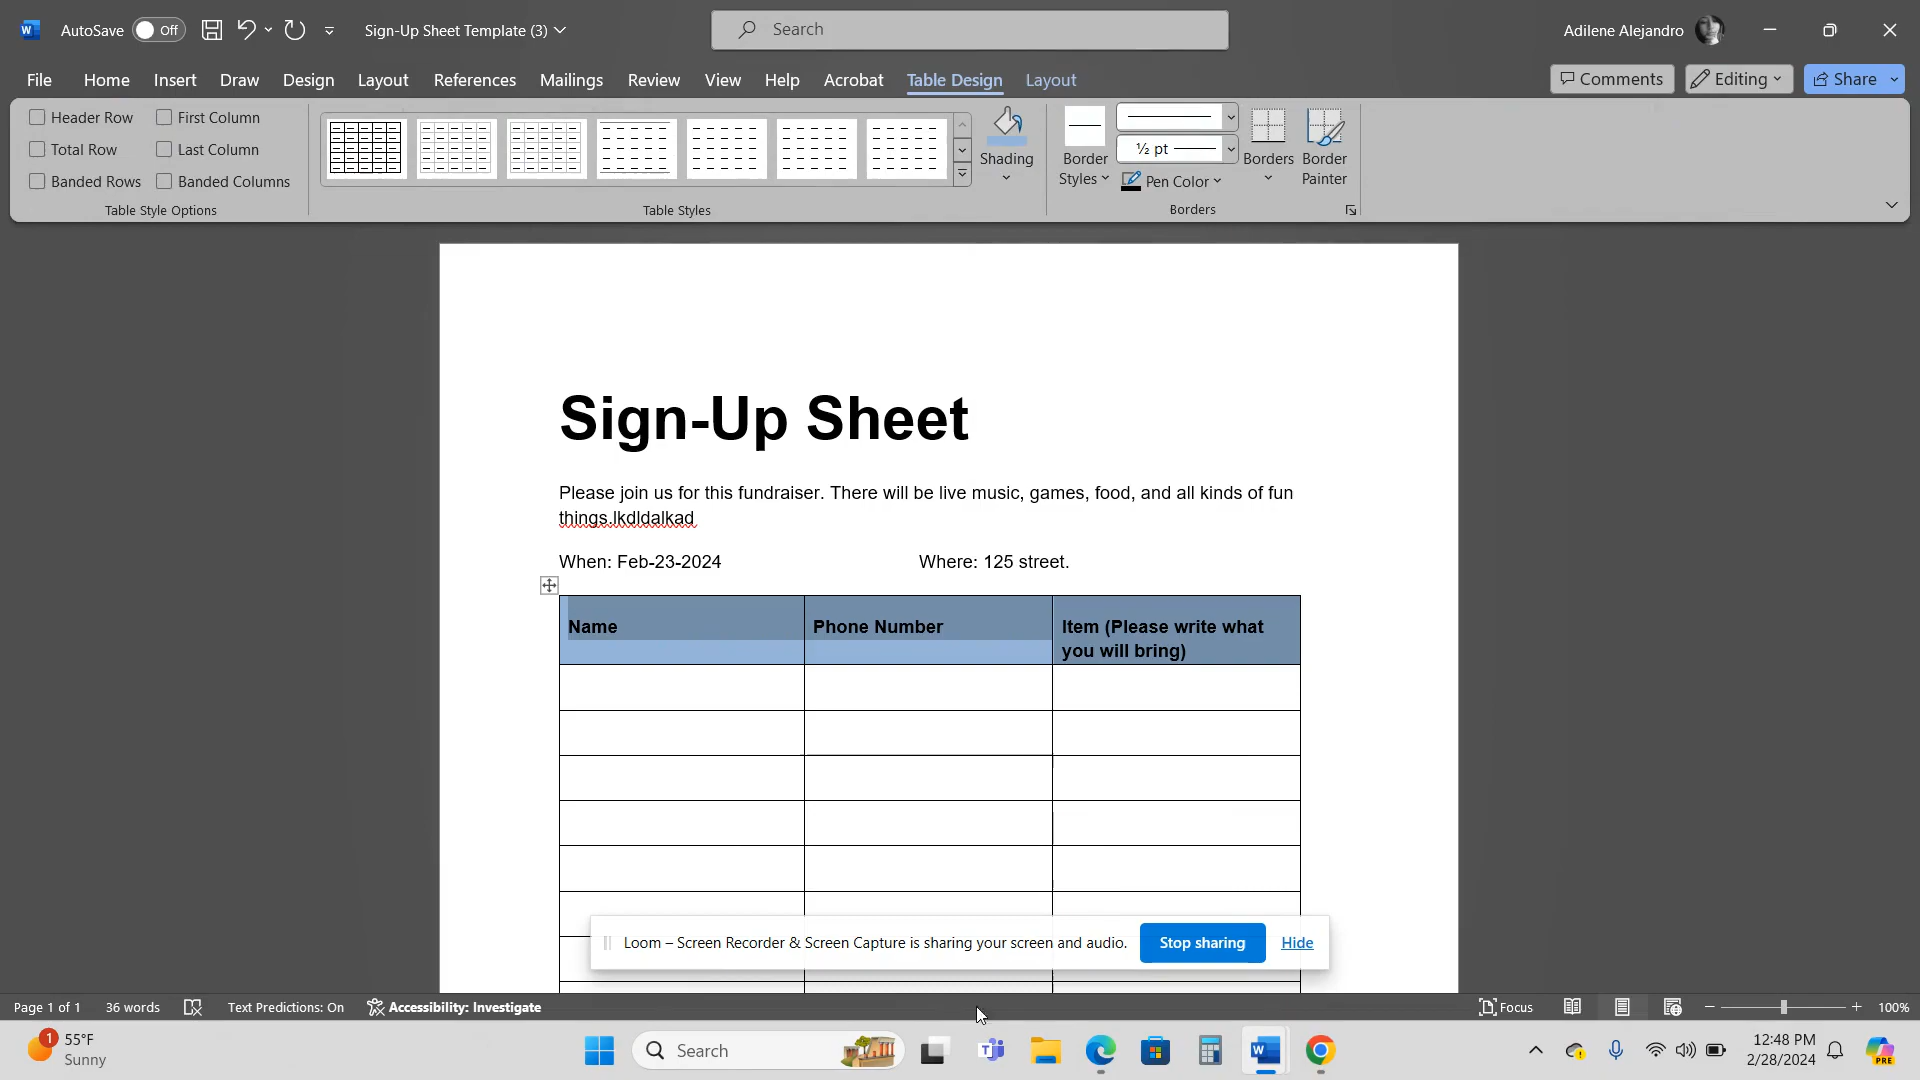 AutoSave Off Sign-Up Sheet Template (3) Search Adilene Alejandro
File Home Insert Draw Design Layout References Mailings Review View Help Acrobat Table Design Layout Comments Editing Share
Header Row First Column
Total Row Last Column
Banded Rows Banded Columns
Table Style Options
Table Styles
Shading
Border Styles
½ pt
Pen Color
Borders
Border Painter
Borders
Sign-Up Sheet
Please join us for this fundraiser. There will be live music, games, food, and all kinds of fun
things.lkdldalkad
When: Feb-23-2024 Where: 125 street.
Name Phone Number Item (Please write what
you will bring)
Loom – Screen Recorder & Screen Capture is sharing your screen and audio. Stop sharing Hide
Page 1 of 1 36 words Text Predictions: On Accessibility: Investigate Focus 100%
1 55°F
Sunny
Search
12:48 PM
2/28/2024
PRE